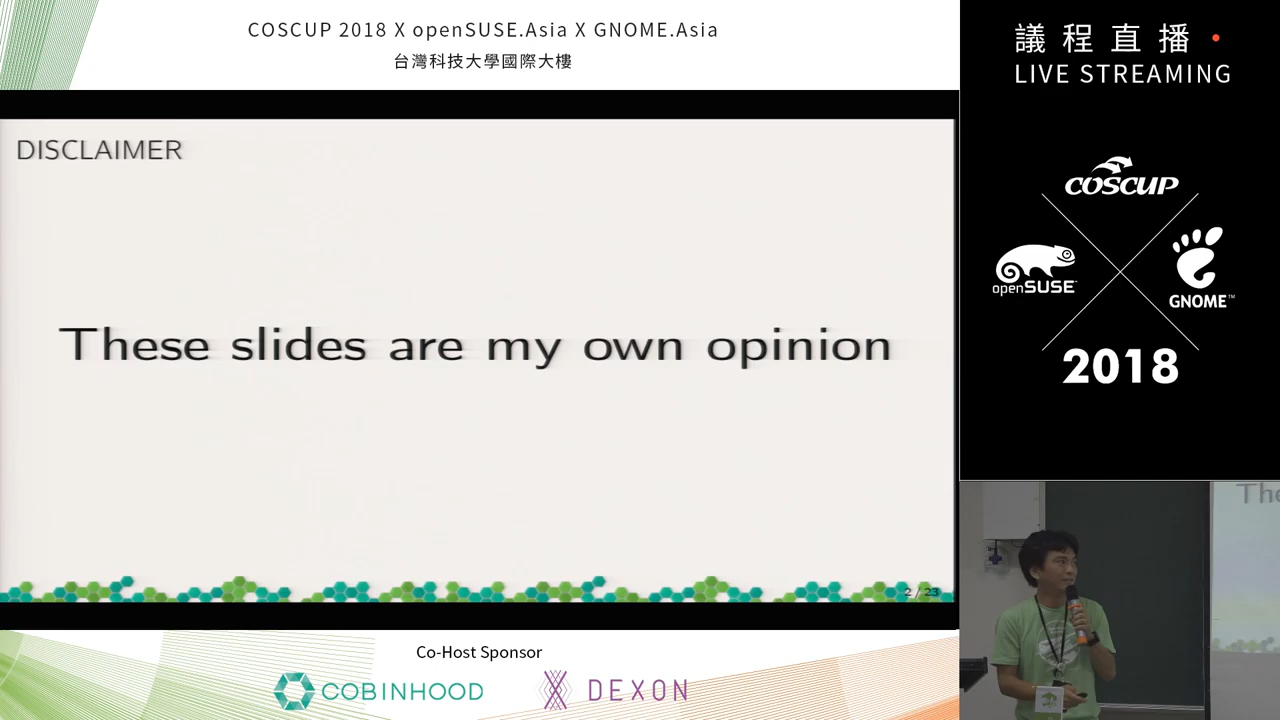 COSCUP 2018 X openSUSE.Asia X GNOME.Asia
台灣科技大學國際大樓
議程直播
LIVE STREAMING
DISCLAIMER
These slides are my own opinion
2 / 23
COSCUP
openSUSE
GNOME™
2018
The
Co-Host Sponsor
COBINHOOD
DEXON